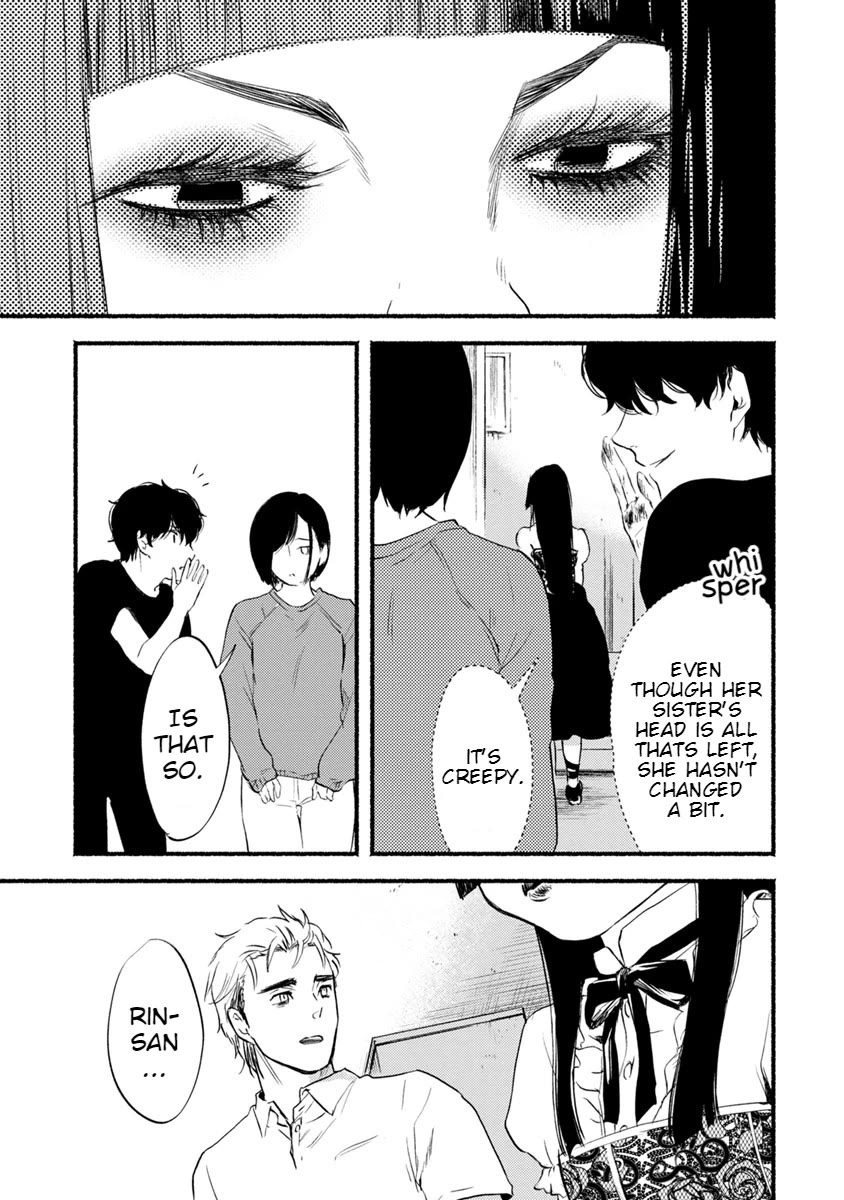 whi
sper
EVEN
THOUGH HER
SISTER'S
HEAD IS ALL
THATS LEFT,
SHE HASN'T
CHANGED
A BIT.
IT'S
CREEPY.
IS
THAT
SO.
RIN-
SAN
...